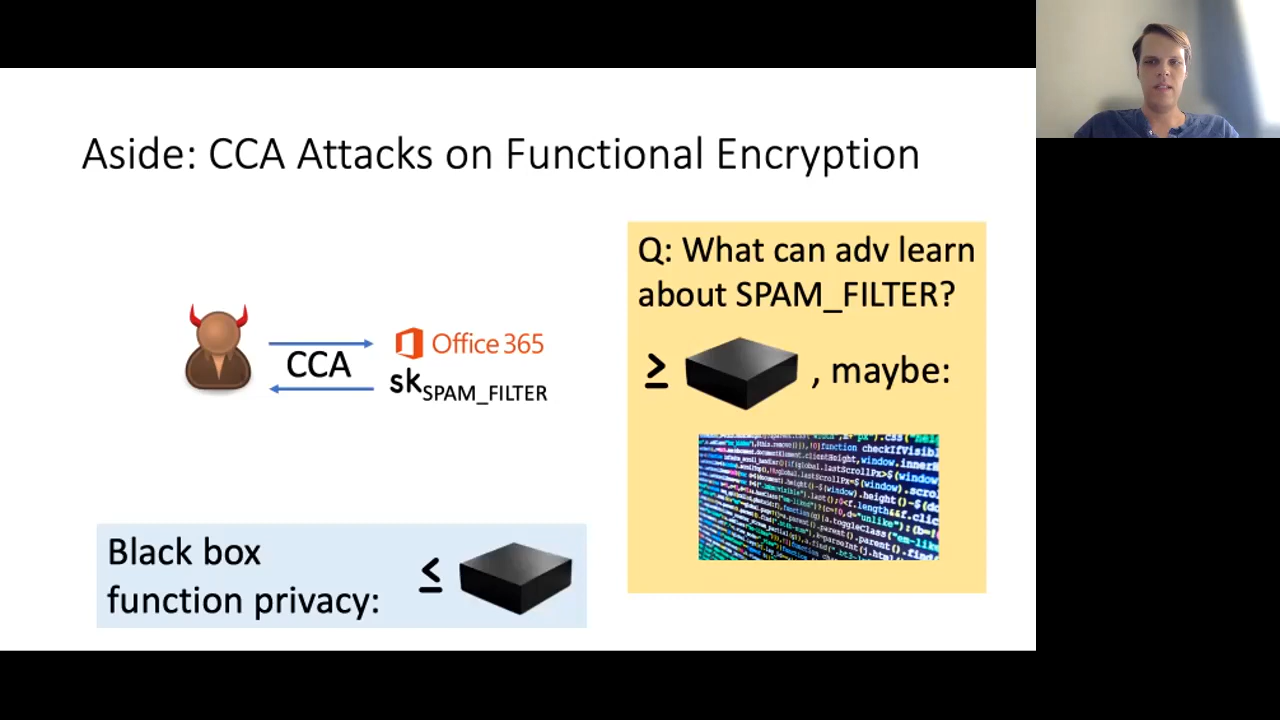 Aside: CCA Attacks on Functional Encryption
CCA
Office 365
sk_SPAM_FILTER
Q: What can adv learn
about SPAM_FILTER?
≥ , maybe:
Black box
function privacy: ≤